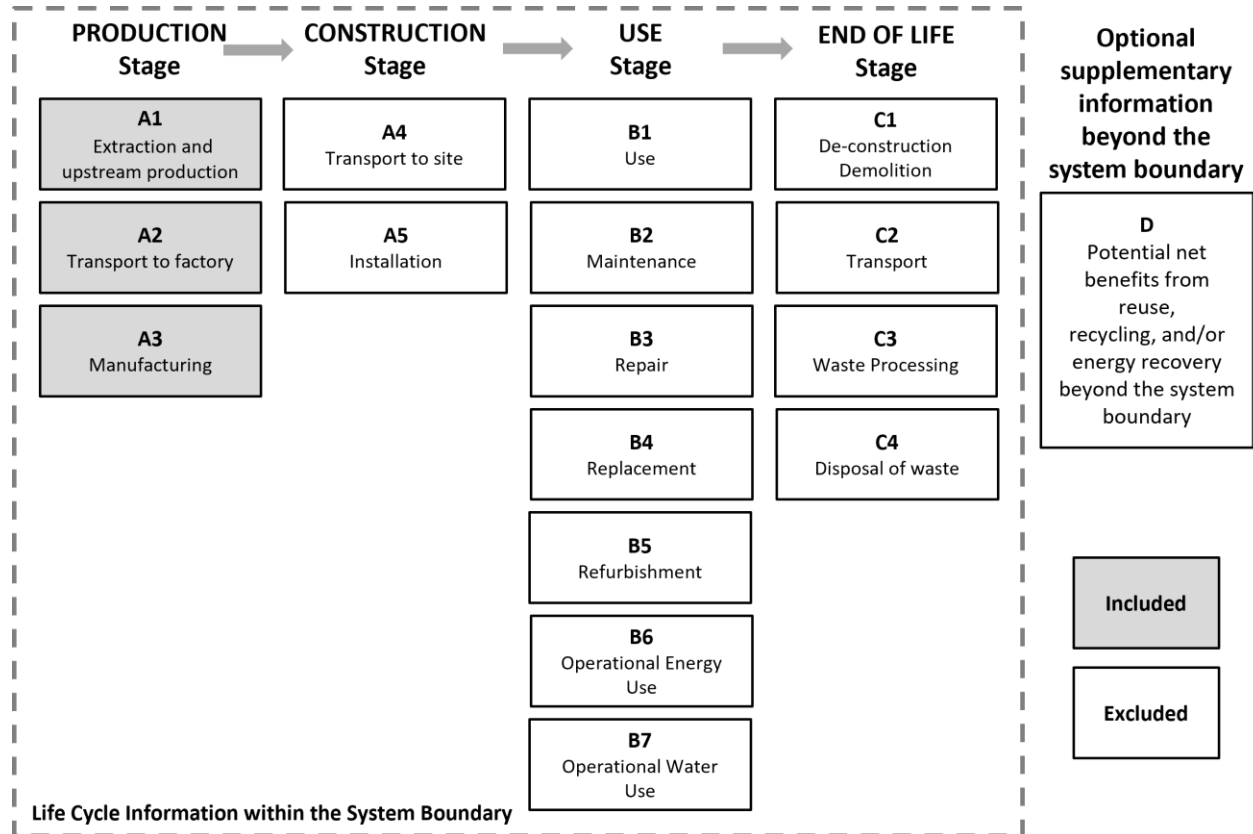 PRODUCTION
Stage
A1
Extraction and
upstream production
A2
Transport to factory
A3
Manufacturing
CONSTRUCTION
Stage
A4
Transport to site
A5
Installation
USE
Stage
B1
Use
B2
Maintenance
B3
Repair
B4
Replacement
B5
Refurbishment
B6
Operational Energy
Use
B7
Operational Water
Use
END OF LIFE
Stage
C1
De-construction
Demolition
C2
Transport
C3
Waste Processing
C4
Disposal of waste
Life Cycle Information within the System Boundary
Optional
supplementary
information
beyond the
system boundary
D
Potential net
benefits from
reuse,
recycling, and/or
energy recovery
beyond the system
boundary
Included
Excluded